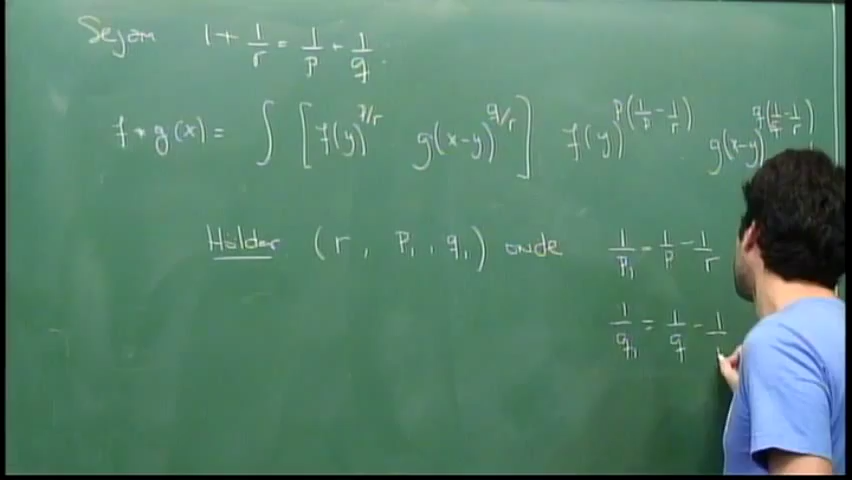 Sejam 1 + 1/r = 1/p + 1/q.
f * g(x) = ∫ [ f(y)^{p/r} g(x-y)^{q/r} ] f(y)^{p(1/p - 1/r)} g(x-y)^{q(1/q - 1/r)}
Hölder (r, p₁, q₁) onde 1/p₁ = 1/p - 1/r
1/q₁ = 1/q - 1/